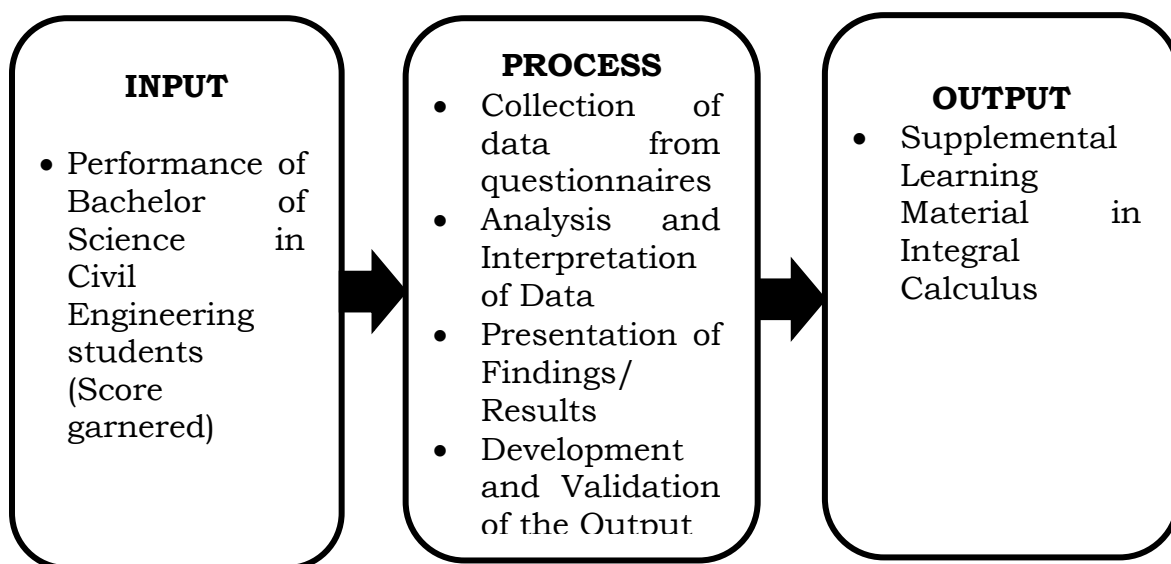 INPUT
• Performance of
Bachelor of
Science in
Civil
Engineering
students
(Score
garnered)
PROCESS
• Collection of
data from
questionnaires
• Analysis and
Interpretation
of Data
• Presentation of
Findings/
Results
• Development
and Validation
of the Output
OUTPUT
• Supplemental
Learning
Material in
Integral
Calculus